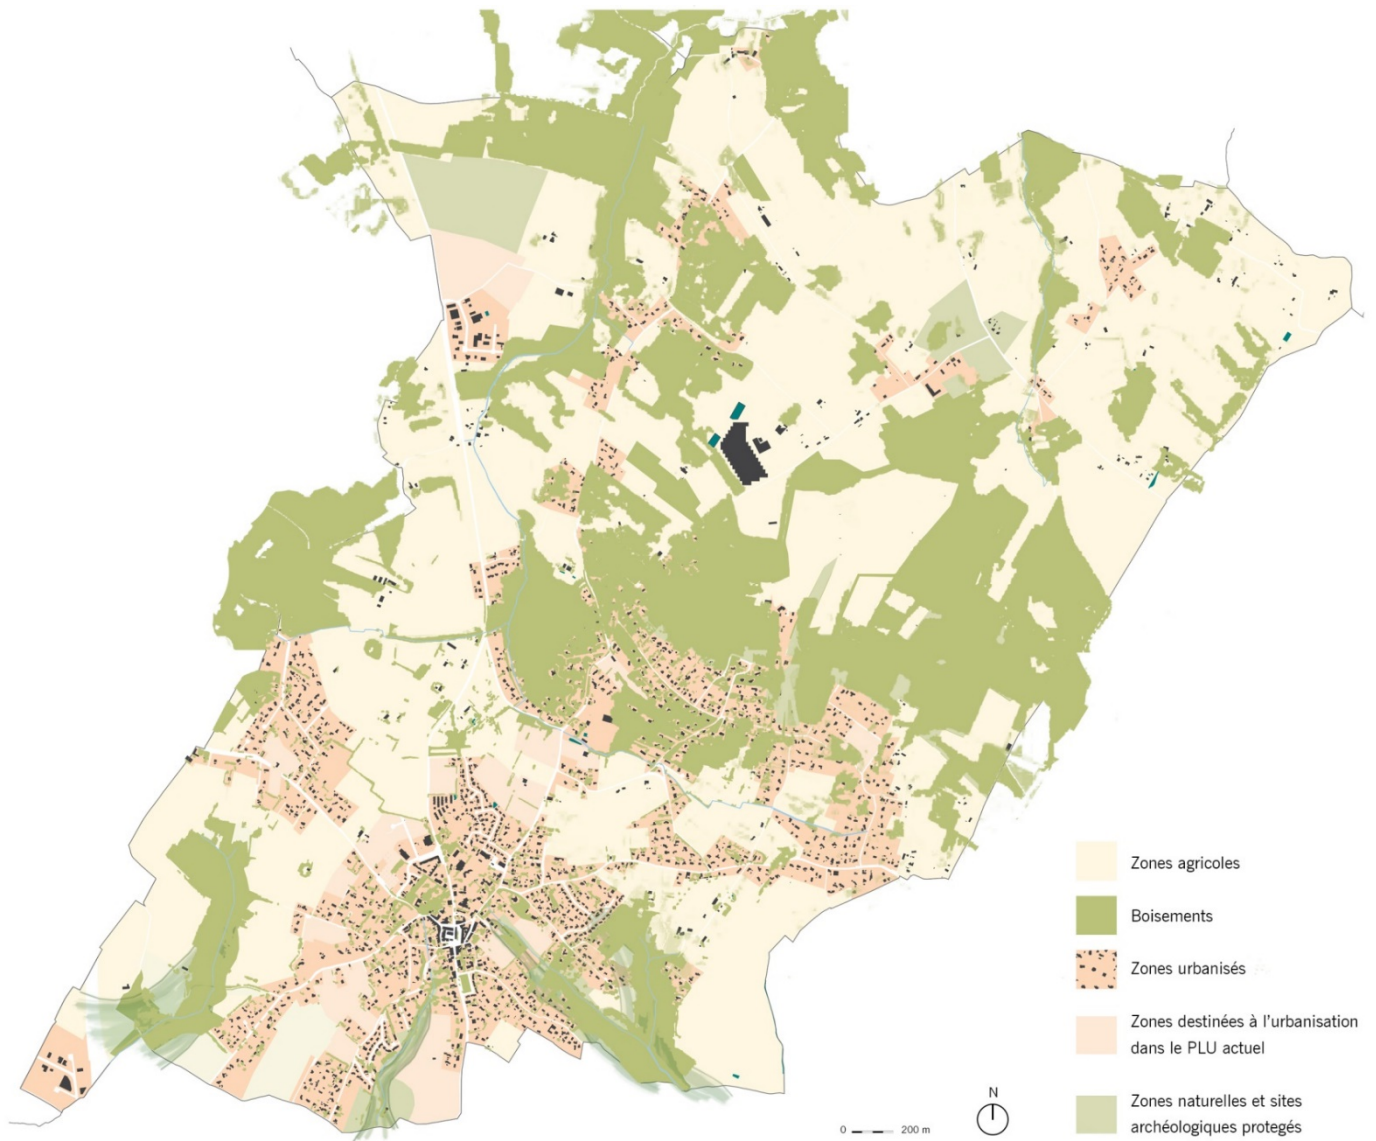 Zones agricoles
Boisements
Zones urbanisés
Zones destinées à l'urbanisation
dans le PLU actuel
Zones naturelles et sites
archéologiques protegés
N
0 200 m